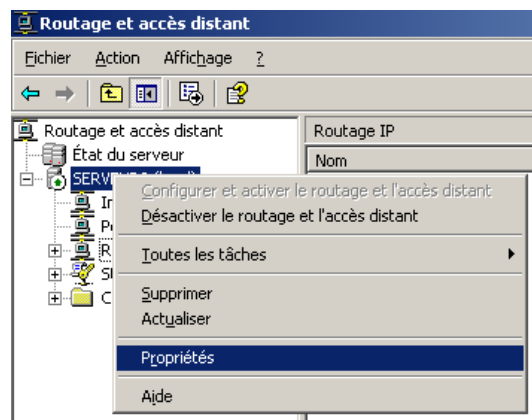 Routage et accès distant
Fichier Action Affichage ?
Routage et accès distant
État du serveur
Routage IP
Nom
Configurer et activer le routage et l'accès distant
Désactiver le routage et l'accès distant
Toutes les tâches
Supprimer
Actualiser
Propriétés
Aide